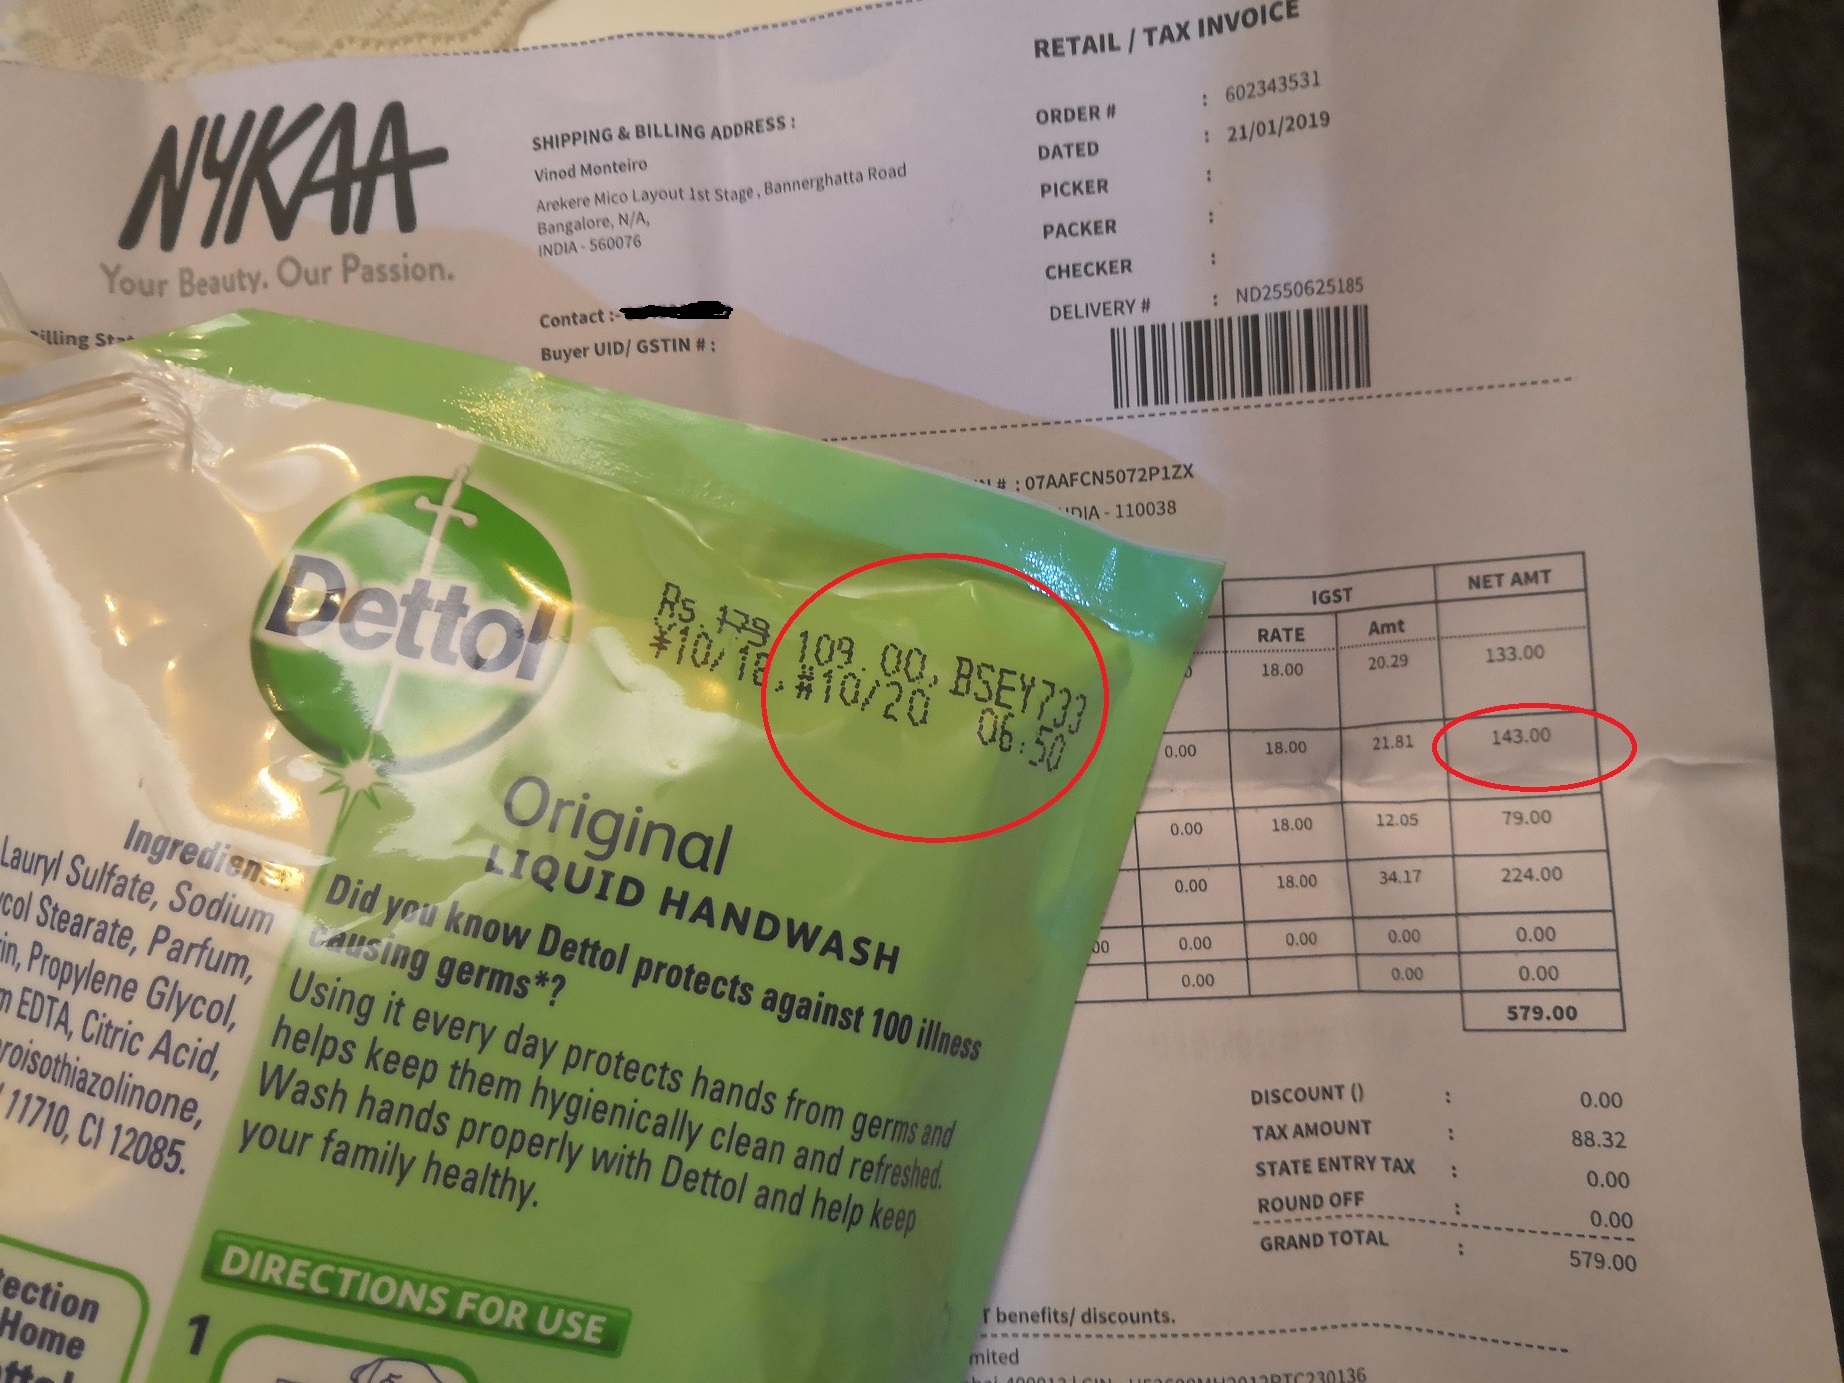 RETAIL / TAX INVOICE
NYKAA
Your Beauty. Our Passion.
SHIPPING & BILLING ADDRESS :
Vinod Monteiro
Arekere Mico Layout 1st Stage , Bannerghatta Road
Bangalore, N/A,
INDIA - 560076
Contact :-
Buyer UID/ GSTIN # :
ORDER # : 602343531
DATED : 21/01/2019
PICKER :
PACKER :
CHECKER :
DELIVERY # : ND2550625185
# : 07AAFCN5072P1ZX
- 110038
IGST NET AMT
RATE Amt
18.00 20.29 133.00
0.00 18.00 21.81 143.00
0.00 18.00 12.05 79.00
0.00 18.00 34.17 224.00
0.00 0.00 0.00 0.00
0.00 0.00 0.00
579.00
DISCOUNT () : 0.00
TAX AMOUNT : 88.32
STATE ENTRY TAX : 0.00
ROUND OFF : 0.00
GRAND TOTAL : 579.00
benefits/ discounts.
Dettol
Rs. 109.00, BSEY733
#10/20 06:50
Original
LIQUID HANDWASH
Did you know Dettol protects against 100 illness
causing germs*?
Using it every day protects hands from germs and
helps keep them hygienically clean and refreshed.
Wash hands properly with Dettol and help keep
your family healthy.
DIRECTIONS FOR USE
1
Lauryl Sulfate, Sodium
Stearate, Parfum,
Propylene Glycol,
EDTA, Citric Acid,
11710, CI 12085.
Home